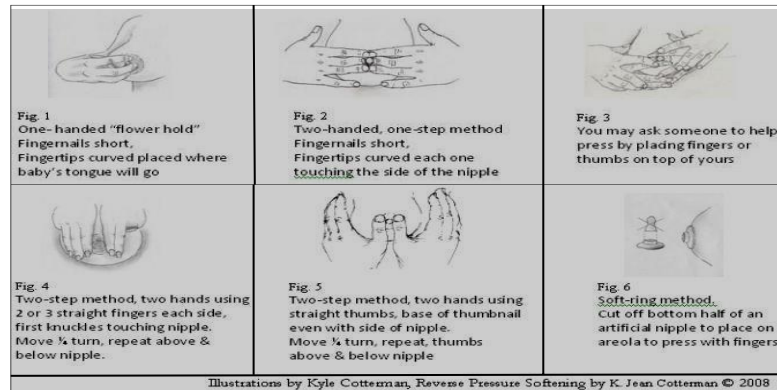 Fig. 1
One- handed "flower hold"
Fingernails short,
Fingertips curved placed where
baby's tongue will go
Fig. 2
Two-handed, one-step method
Fingernails short,
Fingertips curved each one
touching the side of the nipple
Fig. 3
You may ask someone to help
press by placing fingers or
thumbs on top of yours
Fig. 4
Two-step method, two hands using
2 or 3 straight fingers each side,
first knuckles touching nipple.
Move ¼ turn, repeat above &
below nipple.
Fig. 5
Two-step method, two hands using
straight thumbs, base of thumbnail
even with side of nipple.
Move ¼ turn, repeat, thumbs
above & below nipple
Fig. 6
Soft-ring method.
Cut off bottom half of an
artificial nipple to place on
areola to press with fingers
Illustrations by Kyle Cotterman, Reverse Pressure Softening by K. Jean Cotterman © 2008